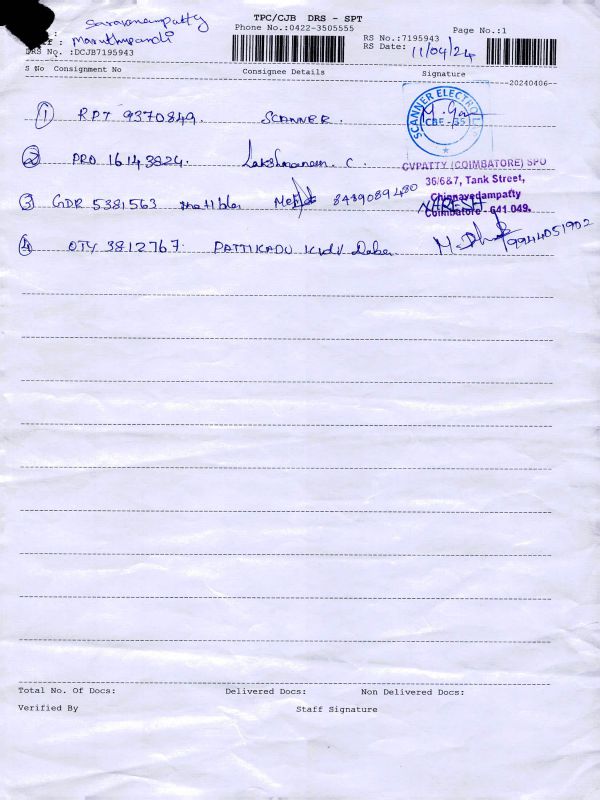 TPC/CJB DRS - SPT
Saravanampatty
Phone No.:0422-3505555
Page No.:1
: Maruthupandi
RS No.:7195943
DRS No. :DCJB7195943
RS Date: 11/04/24
S No Consignment No Consignee Details Signature
20240406
1 RPT 9370849. SCANNER.
SCANNER ELECTRO
CBE - 35
2 PRO 16143824. Lakshmanan. C.
CVPATTY (COIMBATORE) SPO
36/6&7, Tank Street,
3 GDR 5381563 8489089480
Chinnavedampatty
NARESH
Coimbatore - 641 049.
4 OTY 3812767. PATTIKADU
9944051902
Total No. Of Docs: Delivered Docs: Non Delivered Docs:
Verified By Staff Signature